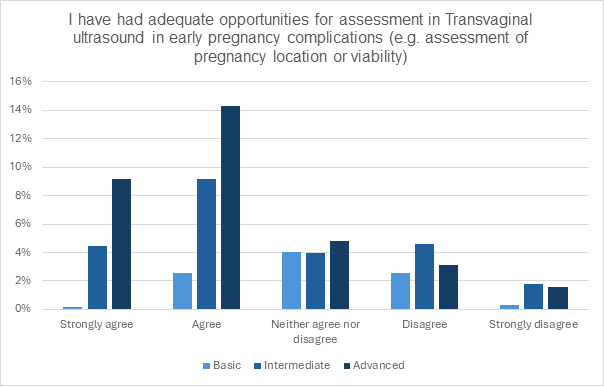 I have had adequate opportunities for assessment in Transvaginal
ultrasound in early pregnancy complications (e.g. assessment of
pregnancy location or viability)
16%
14%
12%
10%
8%
6%
4%
2%
0%
Strongly agree
Agree
Neither agree nor
disagree
Disagree
Strongly disagree
Basic
Intermediate
Advanced